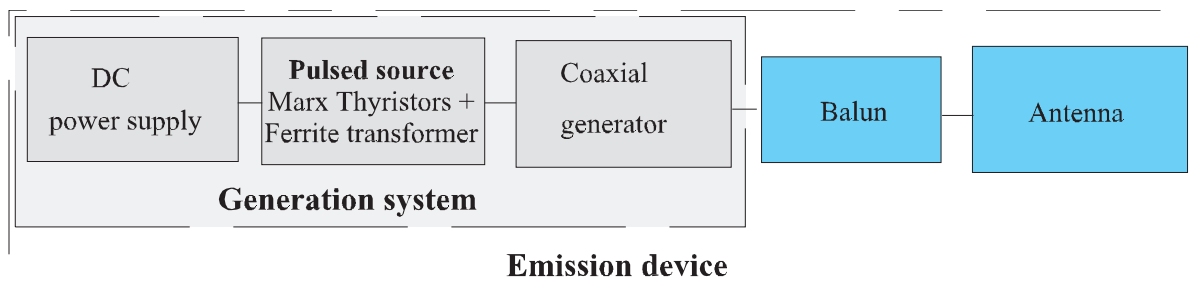 DC
power supply
Pulsed source
Marx Thyristors +
Ferrite transformer
Coaxial
generator
Balun
Antenna
Generation system
Emission device